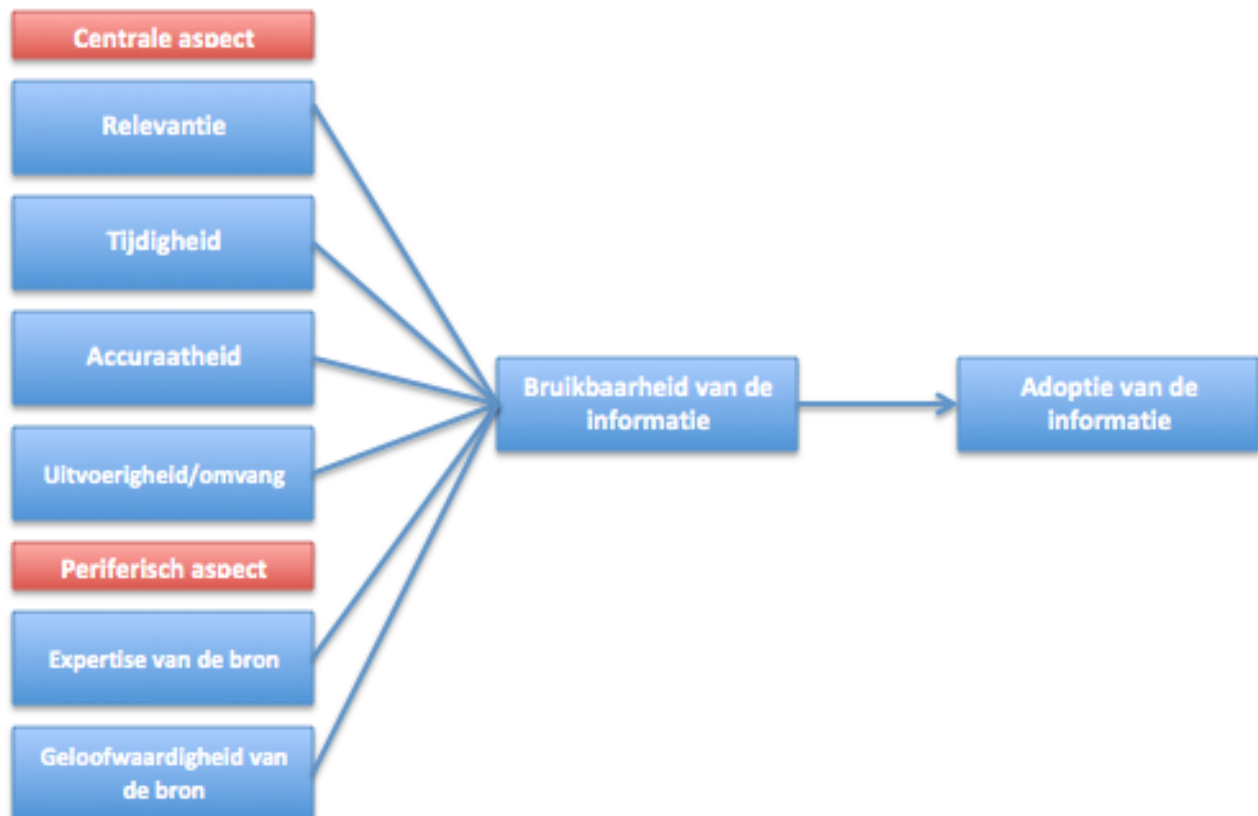 Centrale aspect
Relevantie
Tijdigheid
Accuraatheid
Uitvoerigheid/omvang
Periferisch aspect
Expertise van de bron
Geloofwaardigheid van
de bron
Bruikbaarheid van de
informatie
Adoptie van de
informatie